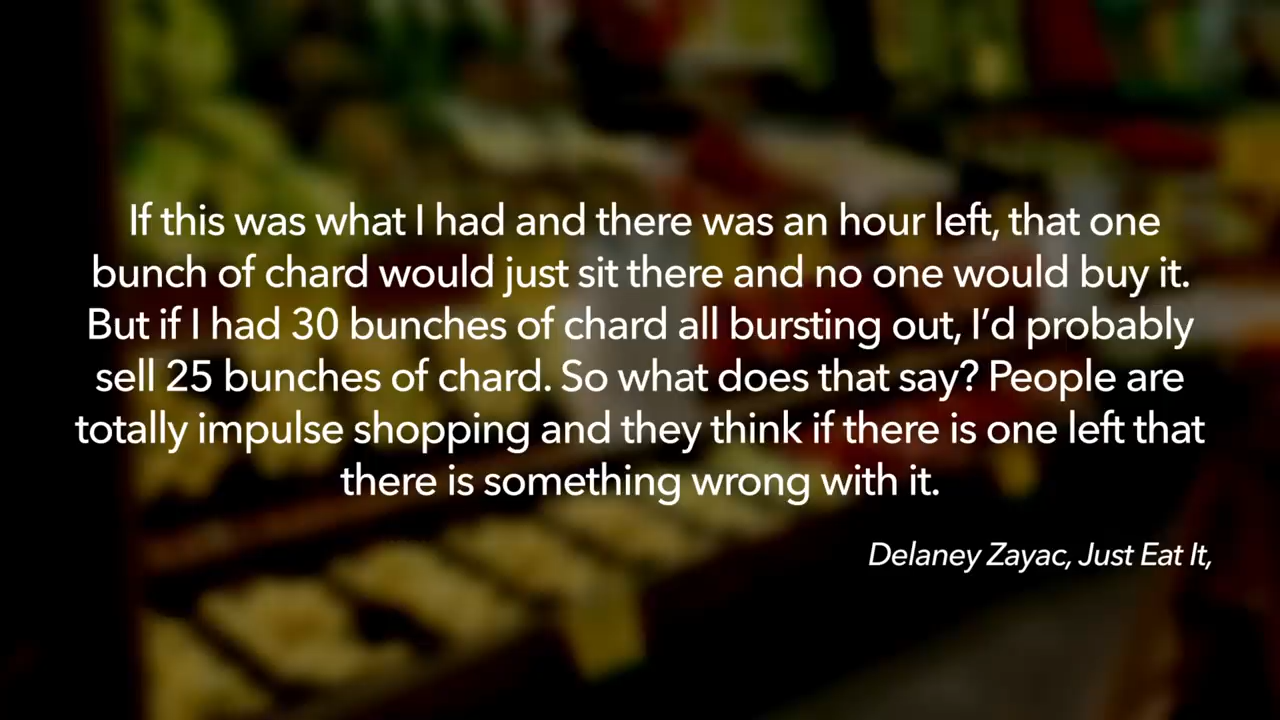 If this was what I had and there was an hour left, that one
bunch of chard would just sit there and no one would buy it.
But if I had 30 bunches of chard all bursting out, I’d probably
sell 25 bunches of chard. So what does that say? People are
totally impulse shopping and they think if there is one left that
there is something wrong with it.
Delaney Zayac, Just Eat It,